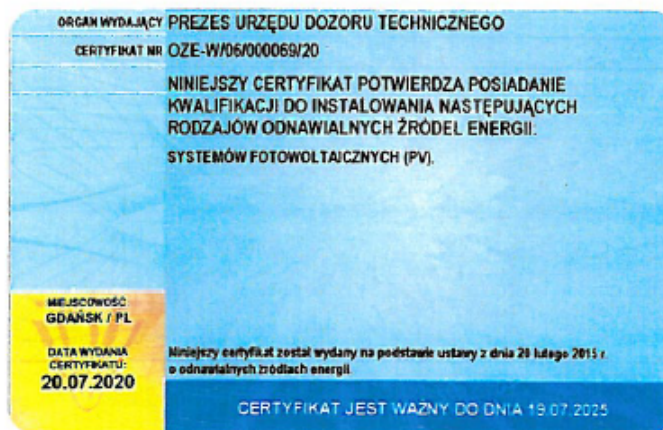 ORGAN WYDAJĄCY PREZES URZĘDU DOZORU TECHNICZNEGO
CERTYFIKAT NR OZE-W/06/000069/20
NINIEJSZY CERTYFIKAT POTWIERDZA POSIADANIE
KWALIFIKACJI DO INSTALOWANIA NASTĘPUJĄCYCH
RODZAJÓW ODNAWIALNYCH ŹRÓDEŁ ENERGII:
SYSTEMÓW FOTOWOLTAICZNYCH (PV).
MIEJSCOWOŚĆ
GDAŃSK / PL
DATA WYDANIA
CERTYFIKATU:
20.07.2020
Niniejszy certyfikat został wydany na podstawie ustawy z dnia 20 lutego 2015 r.
o odnawialnych źródłach energii
CERTYFIKAT JEST WAŻNY DO DNIA 19.07.2025